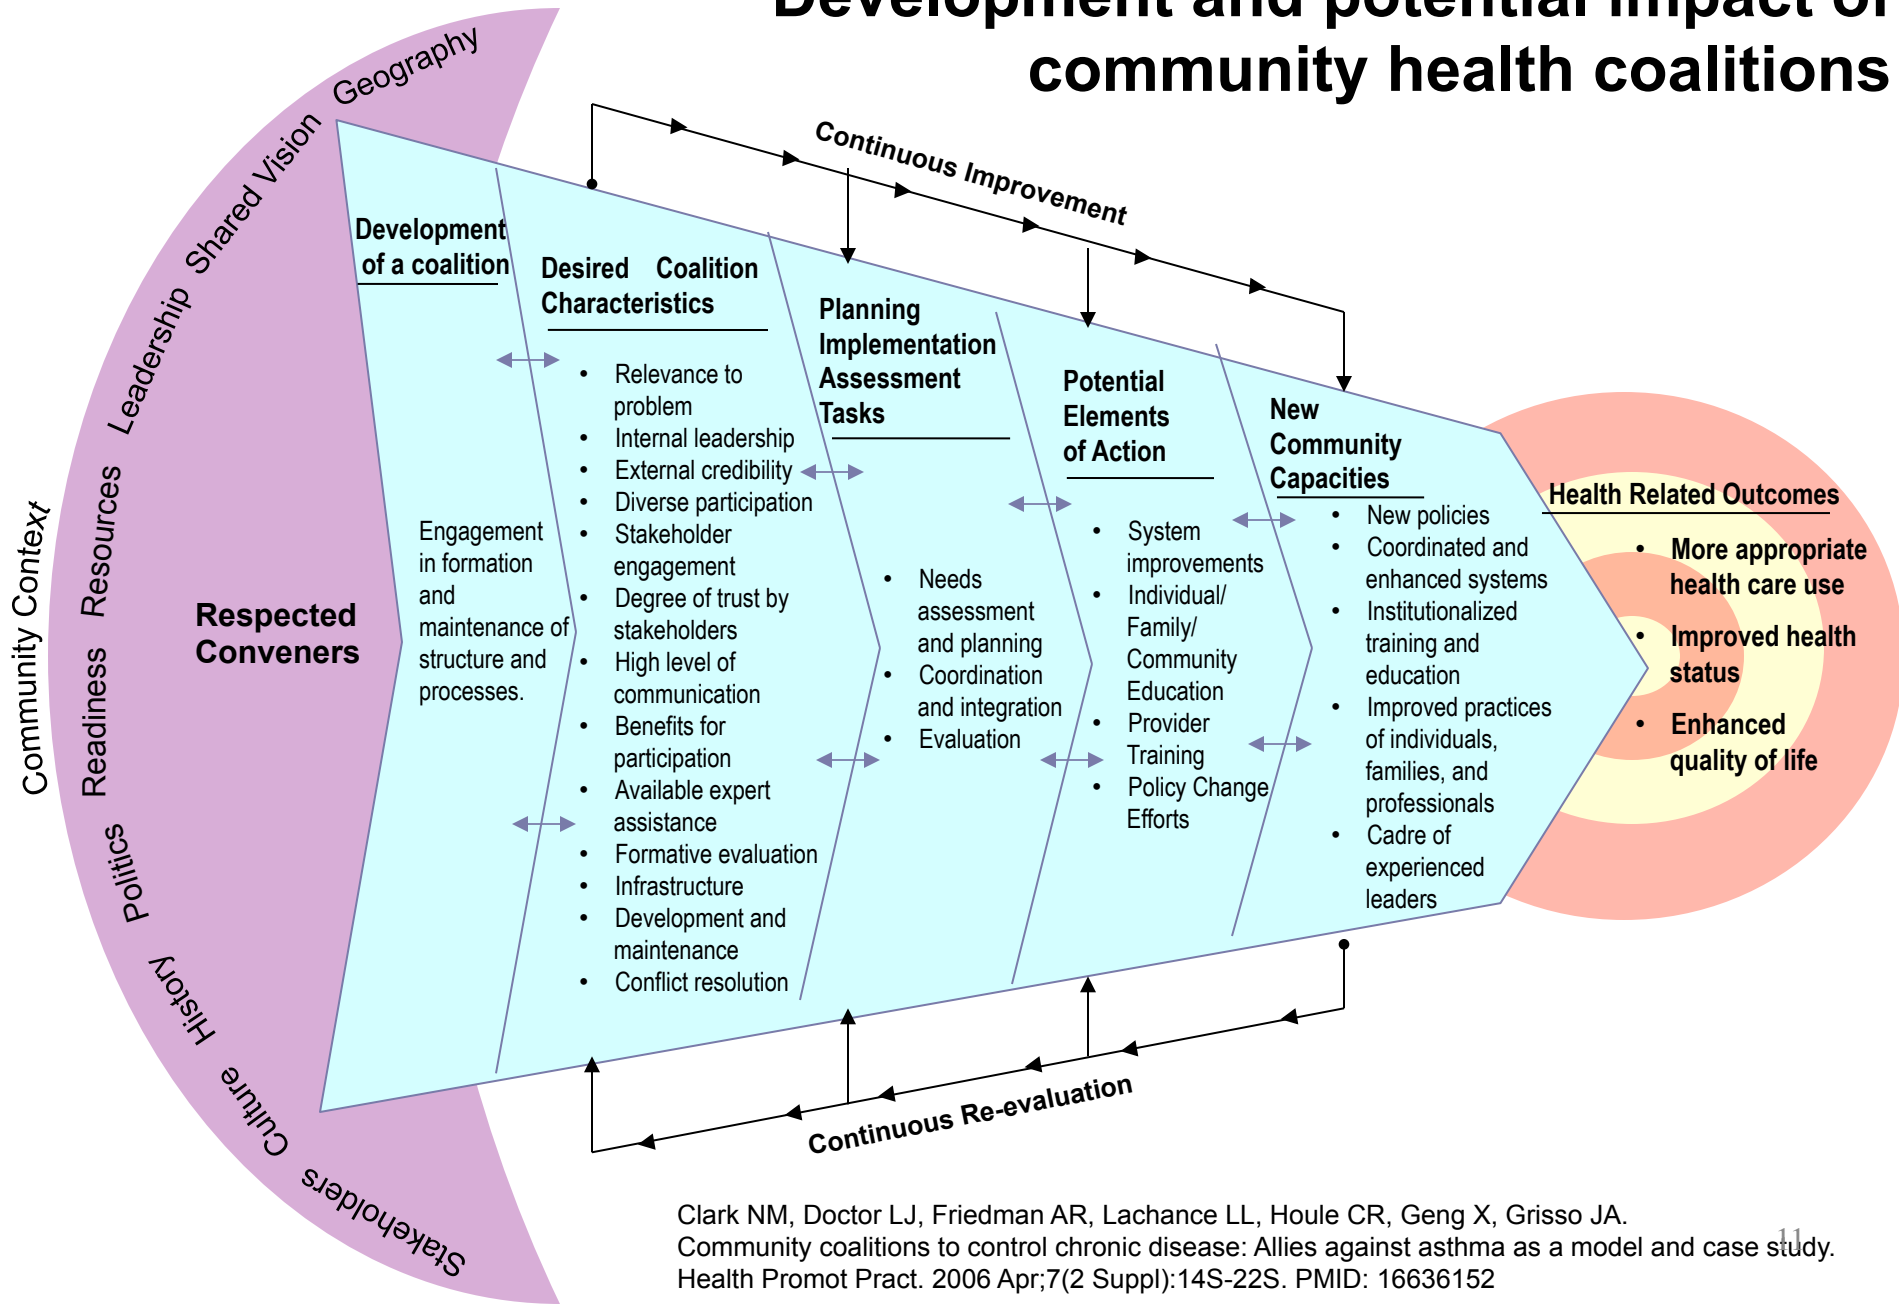 Development and potential impact of
community health coalitions
Community Context
Geography
Shared Vision
Leadership
Resources
Readiness
Politics
History
Culture
Stakeholders
Respected
Conveners
Continuous Improvement
Development
of a coalition
Engagement
in formation
and
maintenance of
structure and
processes.
Desired Coalition
Characteristics
• Relevance to
problem
• Internal leadership
• External credibility
• Diverse participation
• Stakeholder
engagement
• Degree of trust by
stakeholders
• High level of
communication
• Benefits for
participation
• Available expert
assistance
• Formative evaluation
• Infrastructure
• Development and
maintenance
• Conflict resolution
Planning
Implementation
Assessment
Tasks
• Needs
assessment
and planning
• Coordination
and integration
• Evaluation
Potential
Elements
of Action
• System
improvements
• Individual/
Family/
Community
Education
• Provider
Training
• Policy Change
Efforts
New
Community
Capacities
• New policies
• Coordinated and
enhanced systems
• Institutionalized
training and
education
• Improved practices
of individuals,
families, and
professionals
• Cadre of
experienced
leaders
Health Related Outcomes
• More appropriate
health care use
• Improved health
status
• Enhanced
quality of life
Continuous Re-evaluation
Clark NM, Doctor LJ, Friedman AR, Lachance LL, Houle CR, Geng X, Grisso JA.
Community coalitions to control chronic disease: Allies against asthma as a model and case study.
Health Promot Pract. 2006 Apr;7(2 Suppl):14S-22S. PMID: 16636152
11